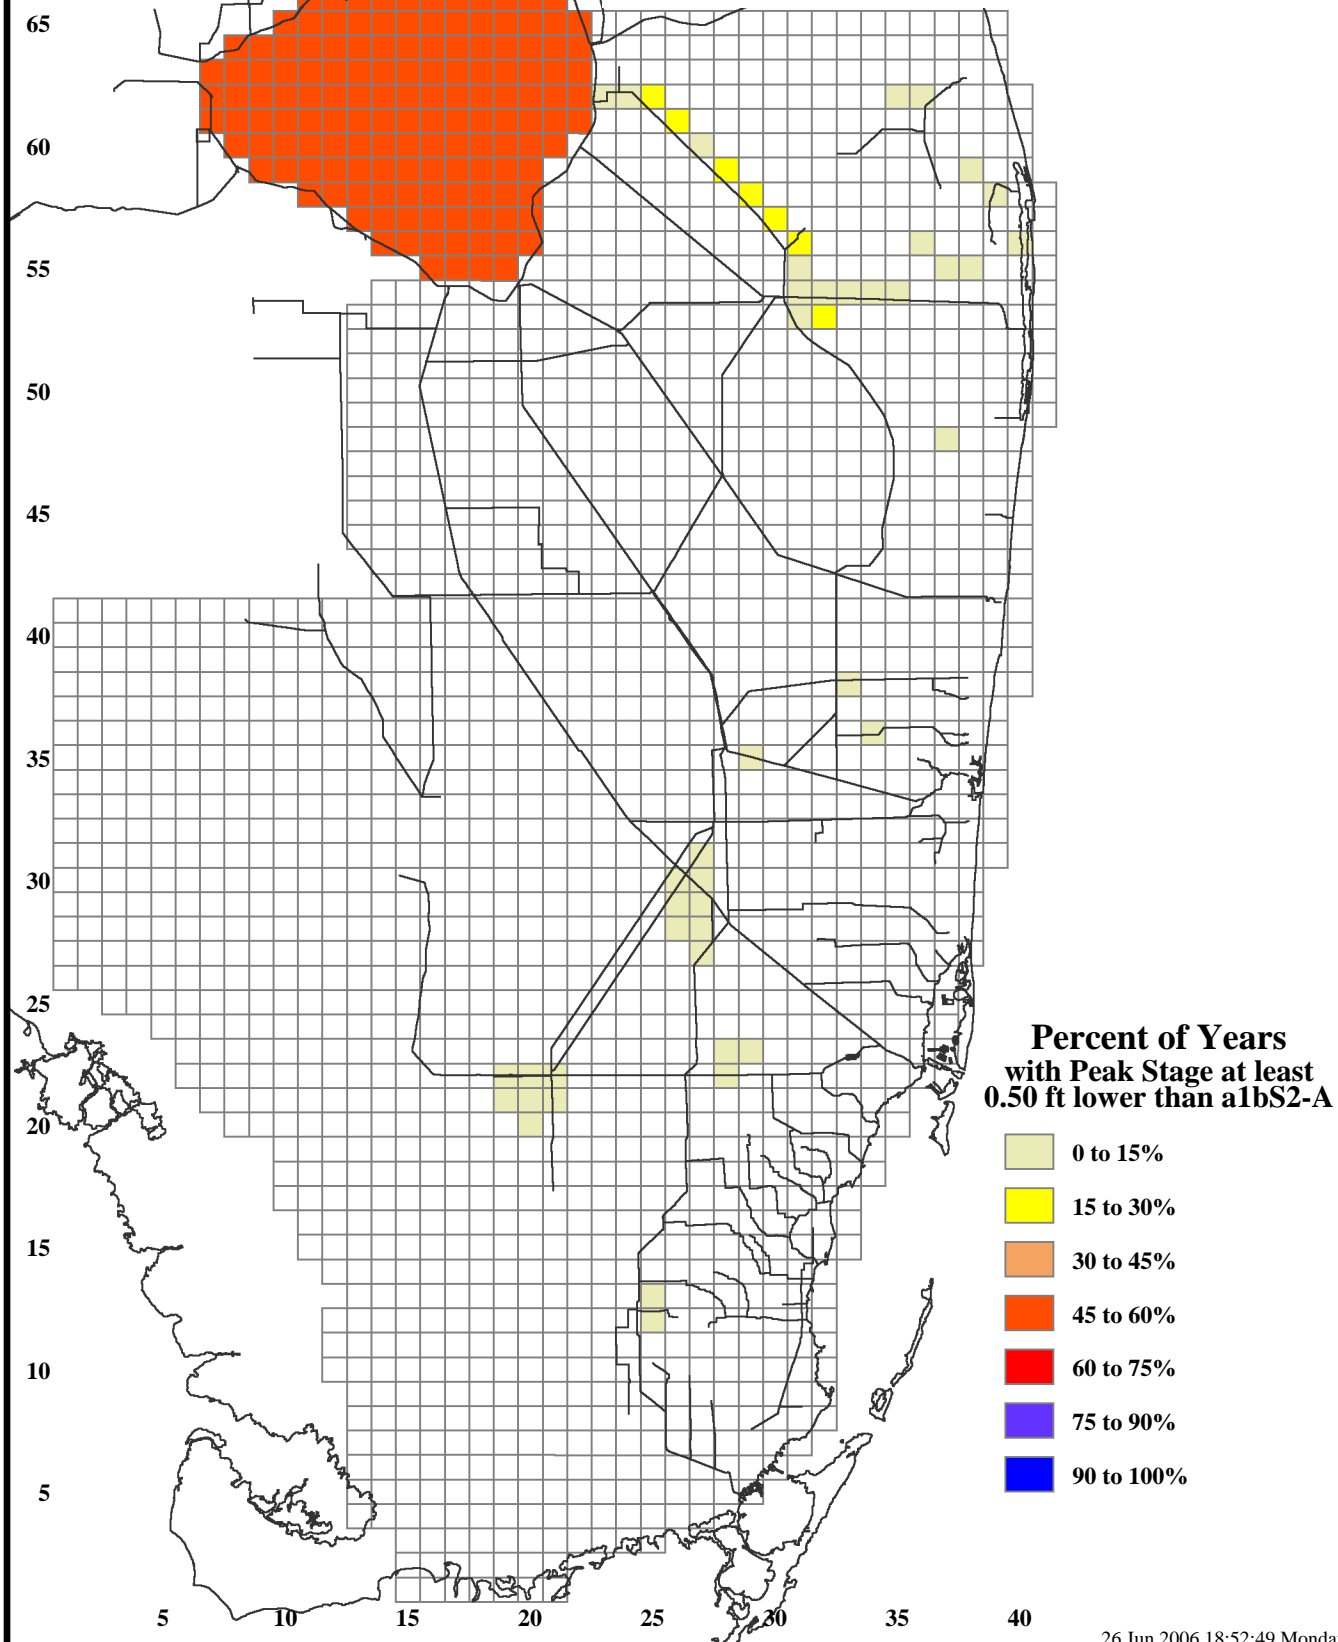 65
60
55
50
45
40
35
30
25
20
15
10
5
Percent of Years
with Peak Stage at least
0.50 ft lower than a1bS2-A
0 to 15%
15 to 30%
30 to 45%
45 to 60%
60 to 75%
75 to 90%
90 to 100%
5 10 15 20 25 30 35 40
26 Jun 2006 18:52:49 Monda